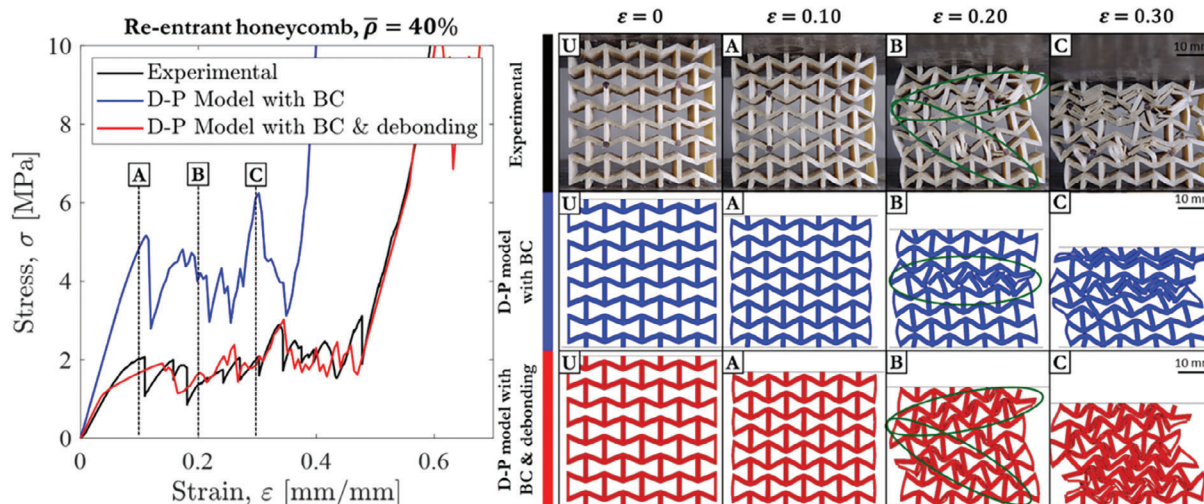 Re-entrant honeycomb, ρ̄ = 40%
10
8
6
4
2
0
Stress, σ [MPa]
Experimental
D-P Model with BC
D-P Model with BC & debonding
A
B
C
0
0.2
0.4
0.6
Strain, ε [mm/mm]
ε = 0
ε = 0.10
ε = 0.20
ε = 0.30
Experimental
U
A
B
C
10 mm
D-P model
with BC
U
A
B
C
10 mm
D-P model with
BC & debonding
U
A
B
C
10 mm